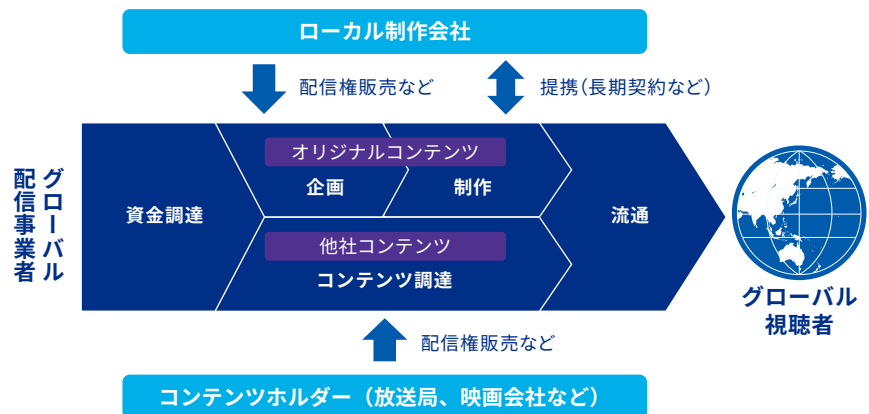 ローカル制作会社
配信権販売など
提携（長期契約など）
グローバル
配信事業者
資金調達
オリジナルコンテンツ
企画
制作
他社コンテンツ
コンテンツ調達
流通
グローバル
視聴者
配信権販売など
コンテンツホルダー（放送局、映画会社など）